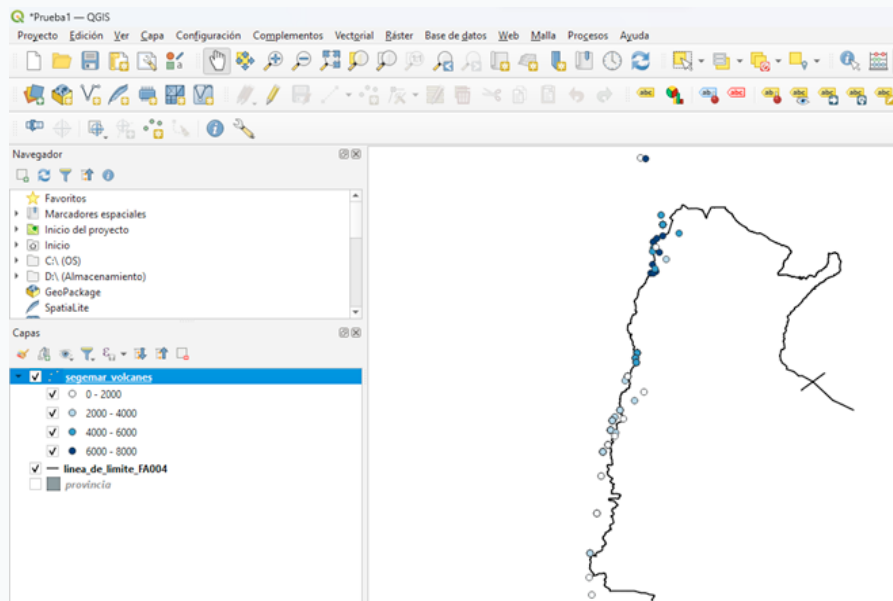 *Prueba1 — QGIS
Proyecto Edición Ver Capa Configuración Complementos Vectorial Ráster Base de datos Web Malla Procesos Ayuda
Navegador
Favoritos
Marcadores espaciales
Inicio del proyecto
Inicio
C:\ (OS)
D:\ (Almacenamiento)
GeoPackage
SpatiaLite
Capas
segemar_volcanes
0 - 2000
2000 - 4000
4000 - 6000
6000 - 8000
linea_de_limite_FA004
provincia